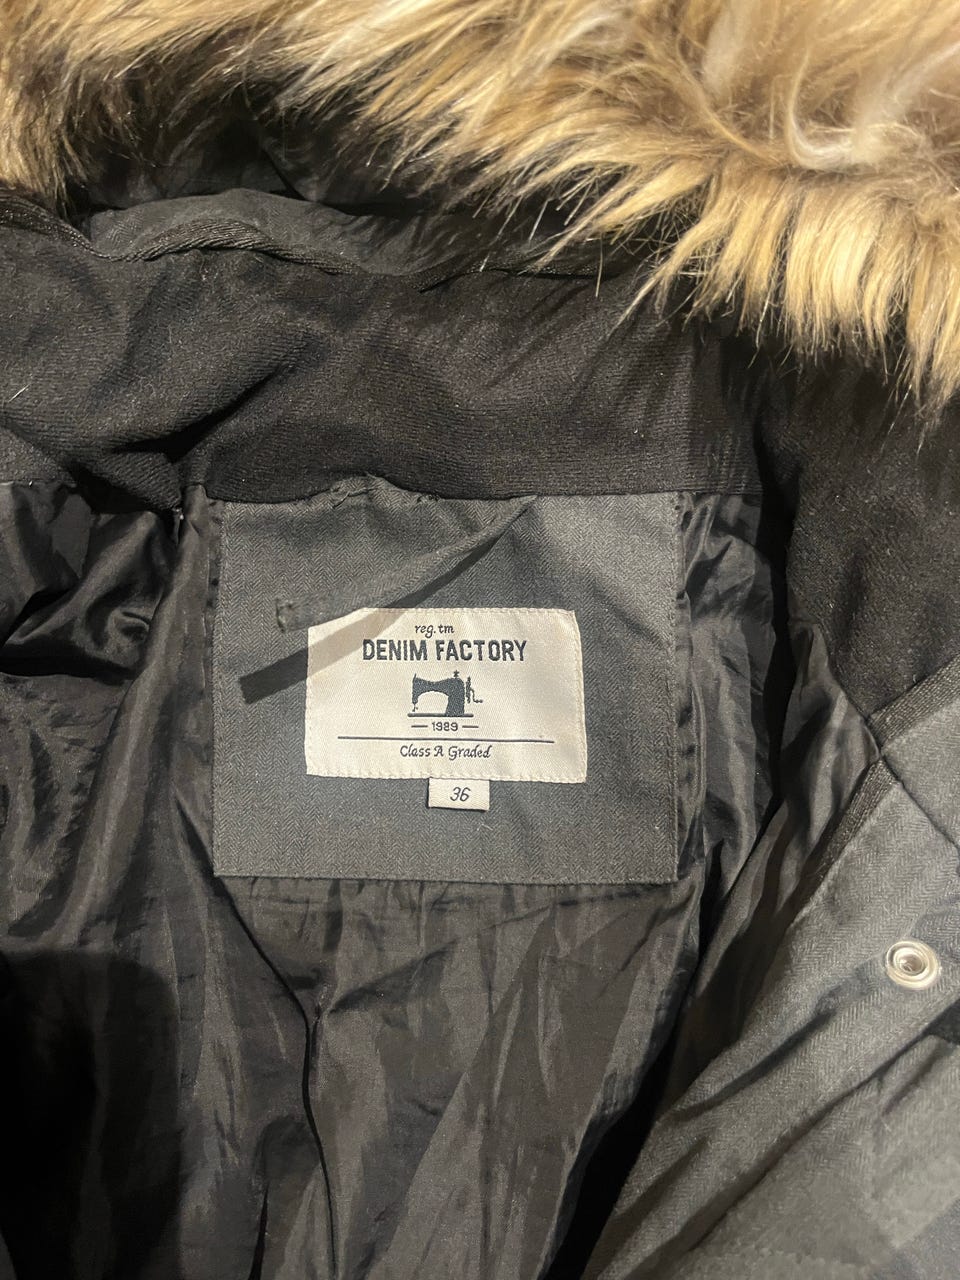 reg. tm
DENIM FACTORY
1989
Class A Graded
36